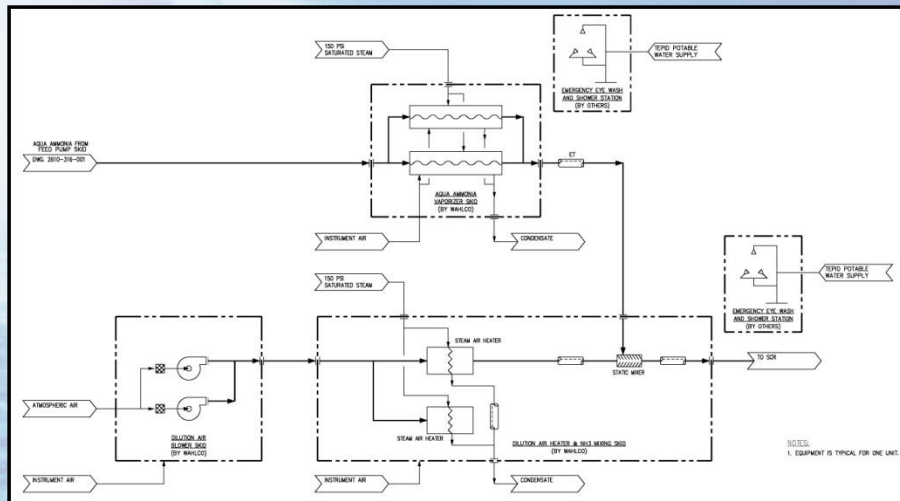 150 PSI
SATURATED STEAM
TEPID POTABLE
WATER SUPPLY
EMERGENCY EYE WASH
AND SHOWER STATION
(BY OTHERS)
AQUA AMMONIA FROM
FEED PUMP SKID
DWG. 2610-316-001
ET
AQUA AMMONIA
VAPORIZER SKID
(BY WAHLCO)
INSTRUMENT AIR
CONDENSATE
TEPID POTABLE
WATER SUPPLY
EMERGENCY EYE WASH
AND SHOWER STATION
(BY OTHERS)
150 PSI
SATURATED STEAM
STEAM AIR HEATER
STATIC MIXER
TO SCR
ATMOSPHERIC AIR
STEAM AIR HEATER
DILUTION AIR
BLOWER SKID
(BY WAHLCO)
DILUTION AIR HEATER & NH3 MIXING SKID
(BY WAHLCO)
NOTES:
1. EQUIPMENT IS TYPICAL FOR ONE UNIT.
INSTRUMENT AIR
INSTRUMENT AIR
CONDENSATE